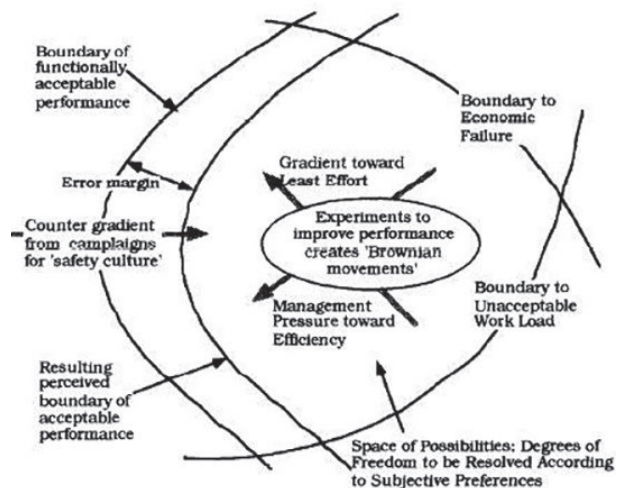 Boundary of
functionally
acceptable
performance
Boundary to
Economic
Failure
Gradient toward
Least Effort
Error margin
Experiments to
improve performance
creates 'Brownian
movements'
Counter gradient
from campaigns
for 'safety culture'
Management
Pressure toward
Efficiency
Boundary to
Unacceptable
Work Load
Resulting
perceived
boundary of
acceptable
performance
Space of Possibilities; Degrees of
Freedom to be Resolved According
to Subjective Preferences